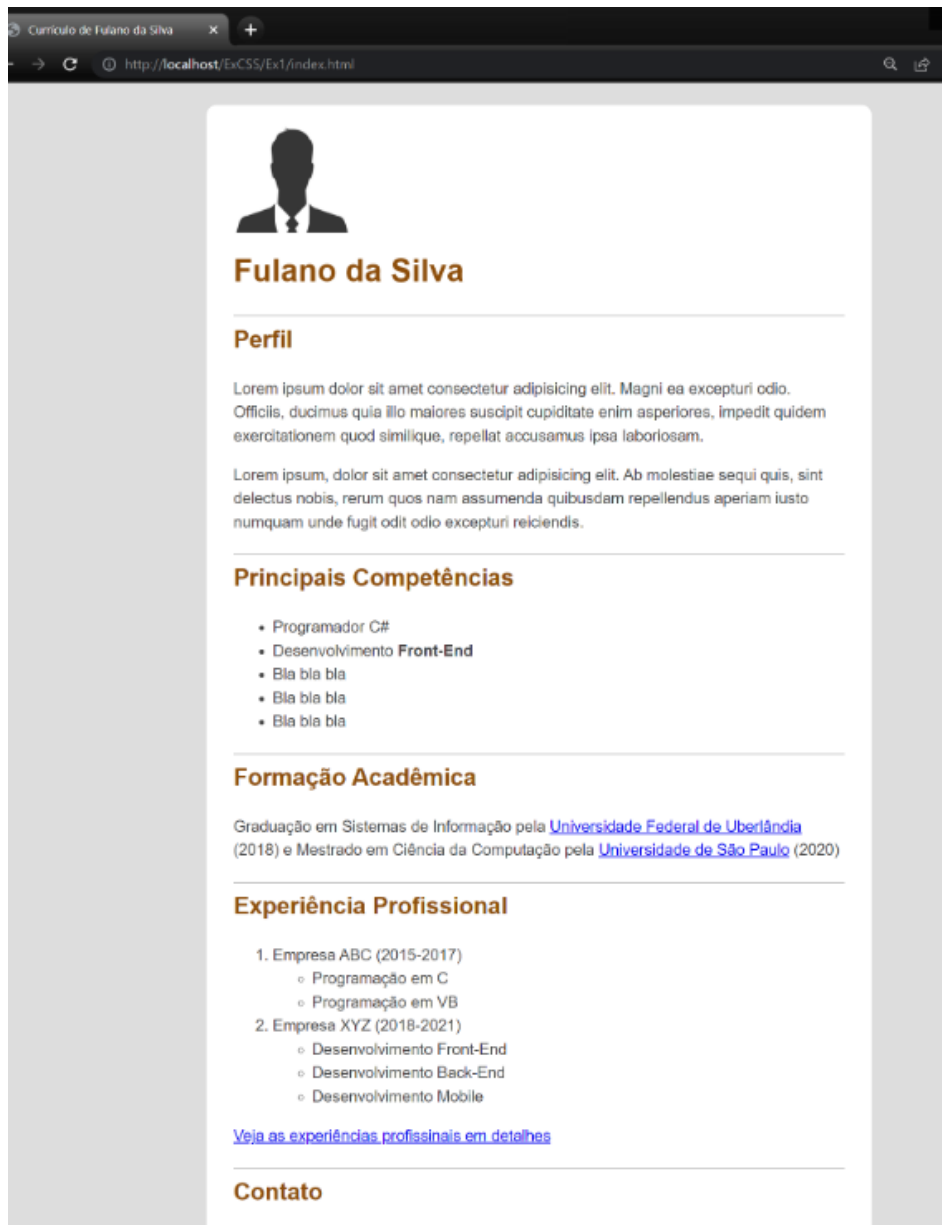 Currículo de Fulano da Silva
http://localhost/ExCSS/Ex1/index.html
Fulano da Silva
Perfil
Lorem ipsum dolor sit amet consectetur adipisicing elit. Magni ea excepturi odio.
Officiis, ducimus quia illo maiores suscipit cupiditate enim asperiores, impedit quidem
exercitationem quod similique, repellat accusamus ipsa laboriosam.
Lorem ipsum, dolor sit amet consectetur adipisicing elit. Ab molestiae sequi quis, sint
delectus nobis, rerum quos nam assumenda quibusdam repellendus aperiam iusto
numquam unde fugit odit odio excepturi reiciendis.
Principais Competências
• Programador C#
• Desenvolvimento Front-End
• Bla bla bla
• Bla bla bla
• Bla bla bla
Formação Acadêmica
Graduação em Sistemas de Informação pela Universidade Federal de Uberlândia
(2018) e Mestrado em Ciência da Computação pela Universidade de São Paulo (2020)
Experiência Profissional
1. Empresa ABC (2015-2017)
◦ Programação em C
◦ Programação em VB
2. Empresa XYZ (2018-2021)
◦ Desenvolvimento Front-End
◦ Desenvolvimento Back-End
◦ Desenvolvimento Mobile
Veja as experiências profissinais em detalhes
Contato